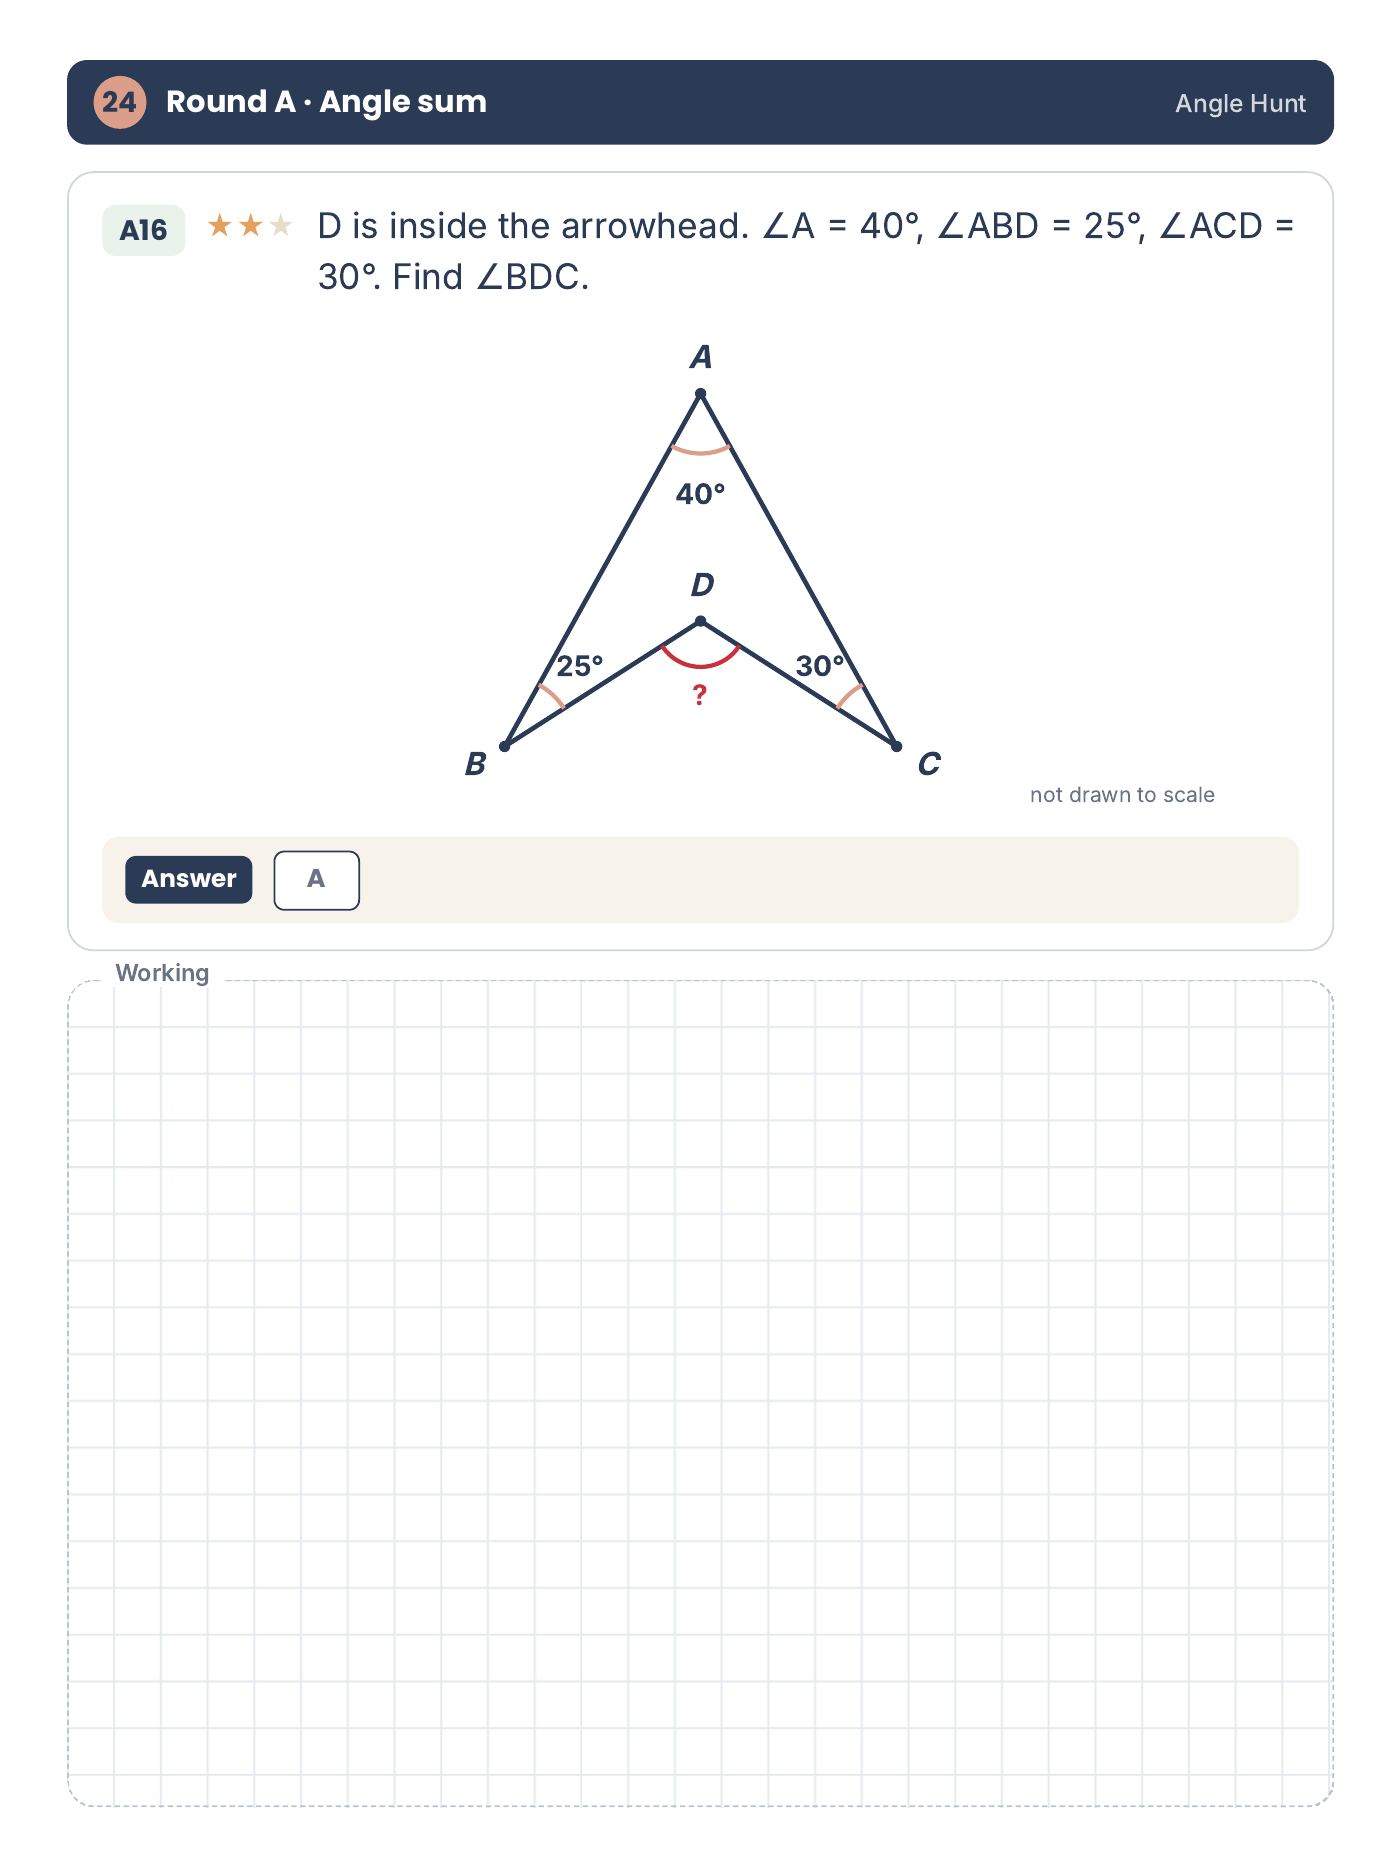 24 Round A · Angle sum Angle Hunt
A16 ★★★ D is inside the arrowhead. ∠A = 40°, ∠ABD = 25°, ∠ACD =
30°. Find ∠BDC.
A
40°
D
25° 30°
?
B C
not drawn to scale
Answer A
Working